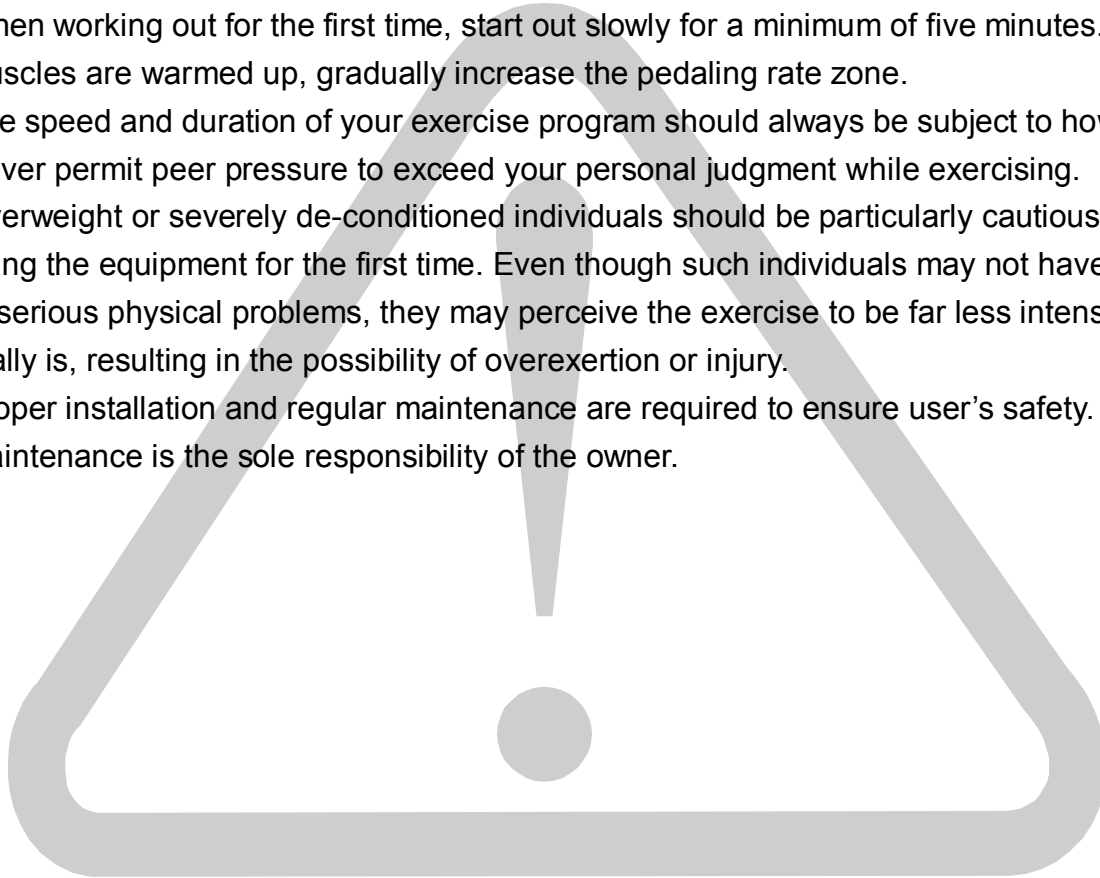 hen working out for the first time, start out slowly for a minimum of five minutes.
uscles are warmed up, gradually increase the pedaling rate zone.
e speed and duration of your exercise program should always be subject to how
ver permit peer pressure to exceed your personal judgment while exercising.
verweight or severely de-conditioned individuals should be particularly cautious
ng the equipment for the first time. Even though such individuals may not have
serious physical problems, they may perceive the exercise to be far less intens
ally is, resulting in the possibility of overexertion or injury.
oper installation and regular maintenance are required to ensure user’s safety.
aintenance is the sole responsibility of the owner.